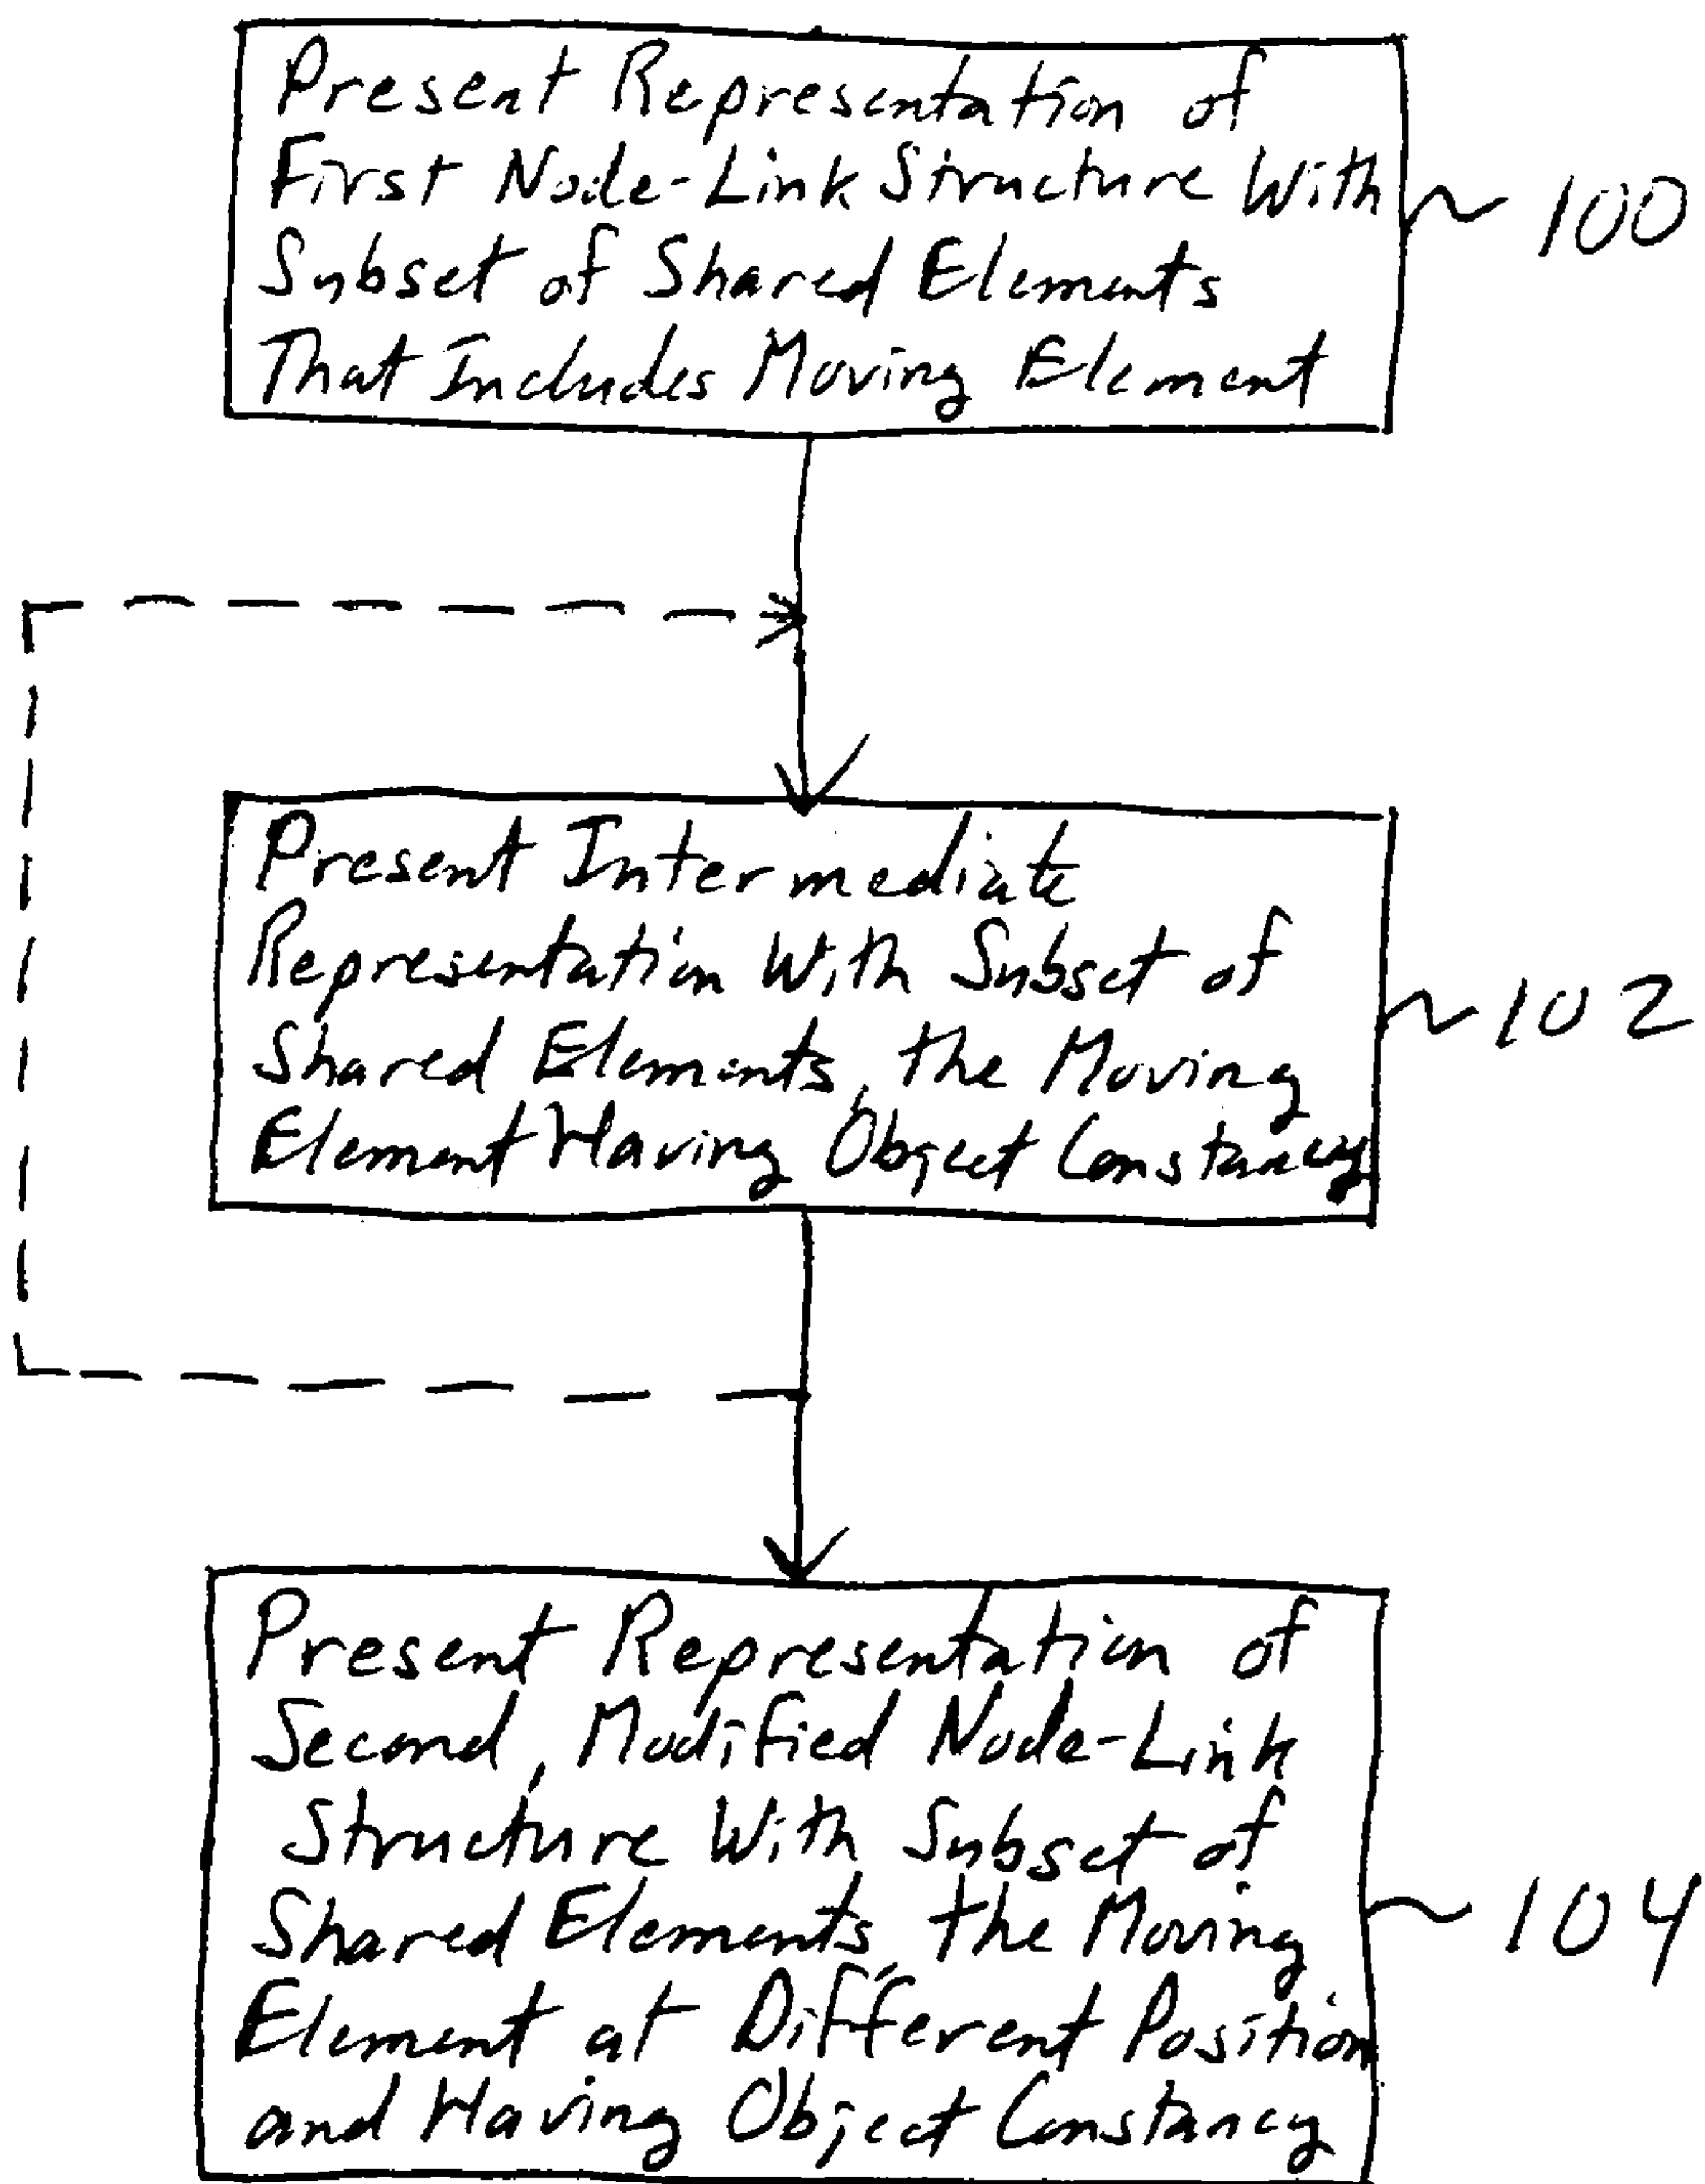 Present Representation of
First Node-Link Structure With
Subset of Shared Elements
That Includes Moving Element
100
Present Intermediate
Representation With Subset of
Shared Elements, the Moving
Element Having Object Constancy
102
Present Representation of
Second, Modified Node-Link
Structure With Subset of
Shared Elements, the Moving
Element at Different Position
and Having Object Constancy
104